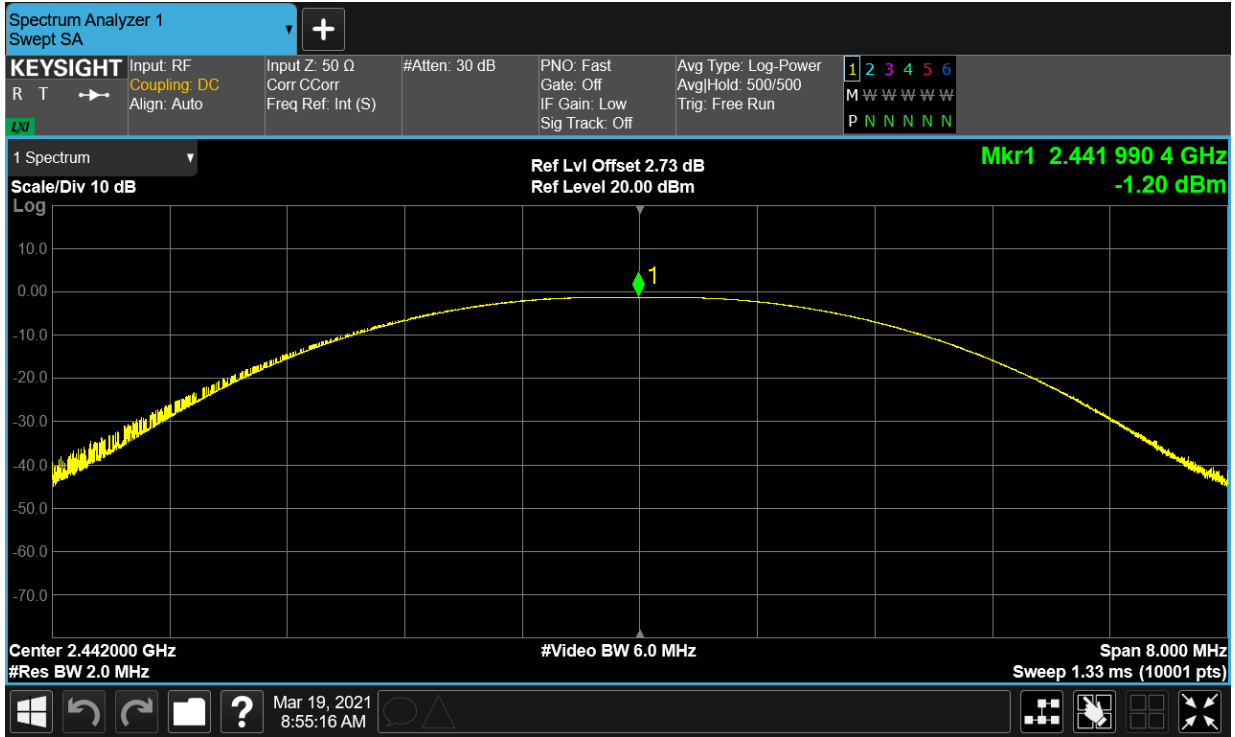 Spectrum Analyzer 1
Swept SA
+
KEYSIGHT
R T
LXI
Input: RF
Coupling: DC
Align: Auto
Input Z: 50 Ω
Corr CCorr
Freq Ref: Int (S)
#Atten: 30 dB
PNO: Fast
Gate: Off
IF Gain: Low
Sig Track: Off
Avg Type: Log-Power
Avg|Hold: 500/500
Trig: Free Run
1 2 3 4 5 6
M W W W W W
P N N N N N
1 Spectrum
Scale/Div 10 dB
Log
Ref Lvl Offset 2.73 dB
Ref Level 20.00 dBm
Mkr1 2.441 990 4 GHz
-1.20 dBm
1
10.0
0.00
-10.0
-20.0
-30.0
-40.0
-50.0
-60.0
-70.0
Center 2.442000 GHz
#Res BW 2.0 MHz
#Video BW 6.0 MHz
Span 8.000 MHz
Sweep 1.33 ms (10001 pts)
?
Mar 19, 2021
8:55:16 AM